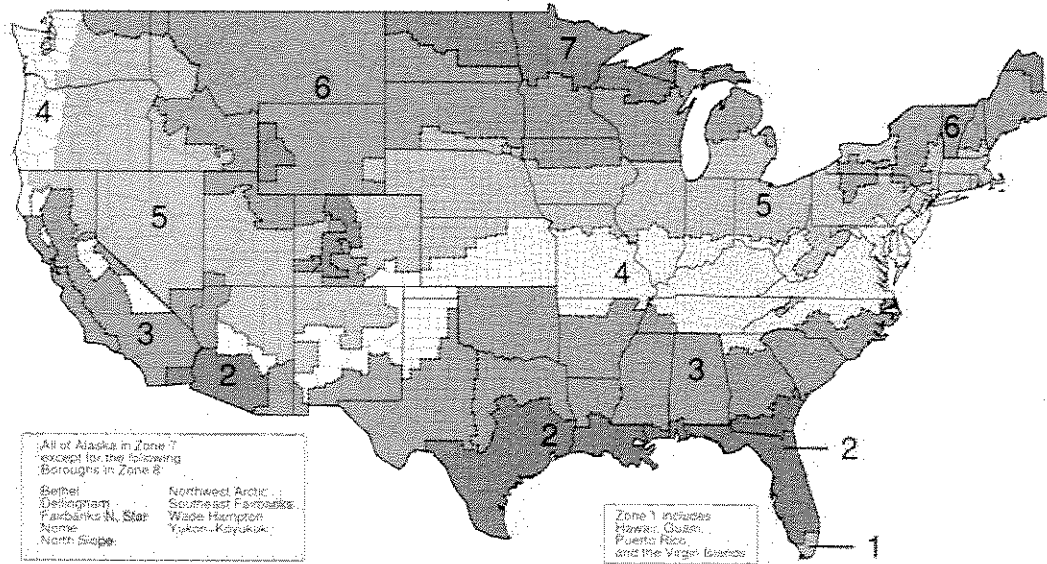 7
6
4
6
5
5
4
3
2
3
2
2
1
All of Alaska in Zone 7
except for the following
Boroughs in Zone 8:
Bethel Northwest Arctic
Dellingham Southeast Fairbanks
Fairbanks N. Star Wade Hampton
Nome Yukon-Koyukuk
North Slope
Zone 1 includes
Hawaii, Guam,
Puerto Rico,
and the Virgin Islands